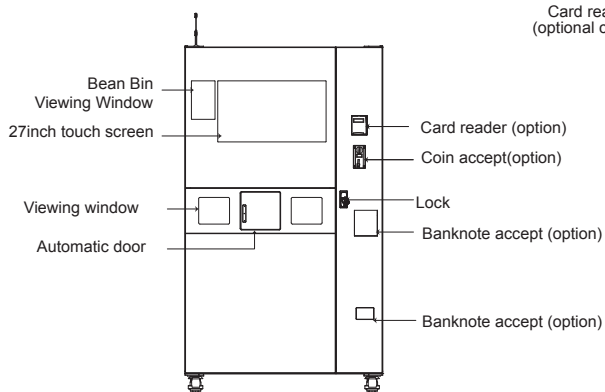 Card rea
(optional c
Bean Bin
Viewing Window
27inch touch screen
Viewing window
Automatic door
Card reader (option)
Coin accept(option)
Lock
Banknote accept (option)
Banknote accept (option)